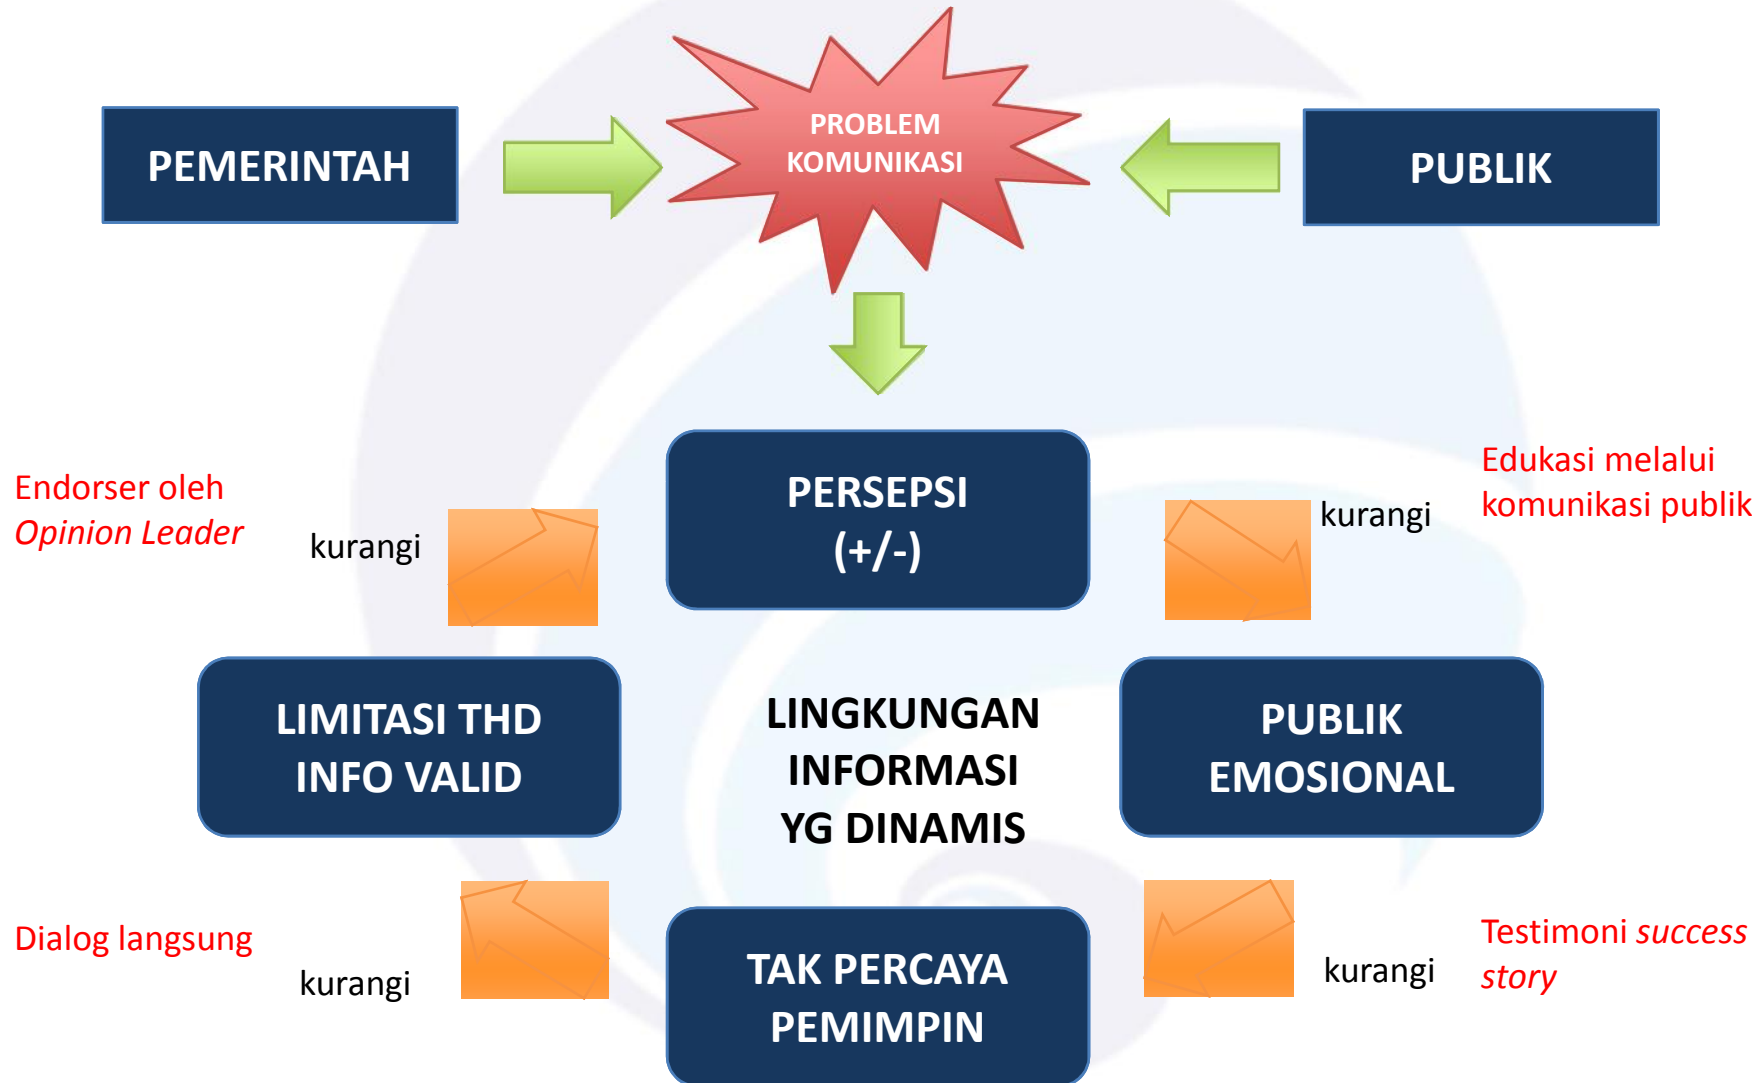 PEMERINTAH
PROBLEM
KOMUNIKASI
PUBLIK
Endorser oleh
Opinion Leader
kurangi
PERSEPSI
(+/-)
kurangi
Edukasi melalui
komunikasi publik
LIMITASI THD
INFO VALID
LINGKUNGAN
INFORMASI
YG DINAMIS
PUBLIK
EMOSIONAL
Dialog langsung
kurangi
TAK PERCAYA
PEMIMPIN
kurangi
Testimoni success
story